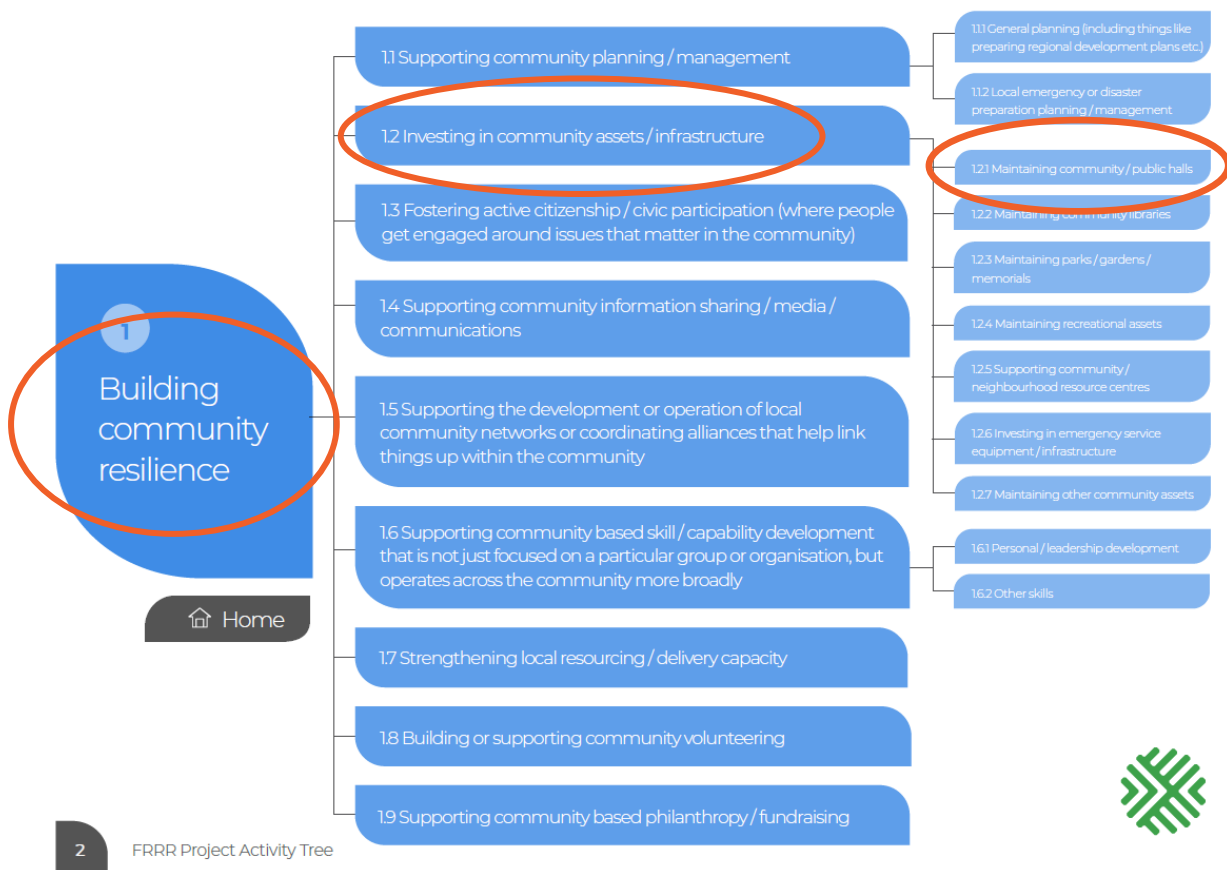 1
Building
community
resilience
Home
1.1 Supporting community planning / management
1.1.1 General planning (including things like
preparing regional development plans etc.)
1.1.2 Local emergency or disaster
preparation planning / management
1.2 Investing in community assets / infrastructure
1.2.1 Maintaining community / public halls
1.2.2 Maintaining community libraries
1.2.3 Maintaining parks / gardens /
memorials
1.2.4 Maintaining recreational assets
1.2.5 Supporting community /
neighbourhood resource centres
1.2.6 Investing in emergency service
equipment / infrastructure
1.2.7 Maintaining other community assets
1.3 Fostering active citizenship / civic participation (where people
get engaged around issues that matter in the community)
1.4 Supporting community information sharing / media /
communications
1.5 Supporting the development or operation of local
community networks or coordinating alliances that help link
things up within the community
1.6 Supporting community based skill / capability development
that is not just focused on a particular group or organisation, but
operates across the community more broadly
1.6.1 Personal / leadership development
1.6.2 Other skills
1.7 Strengthening local resourcing / delivery capacity
1.8 Building or supporting community volunteering
1.9 Supporting community based philanthropy / fundraising
2
FRRR Project Activity Tree